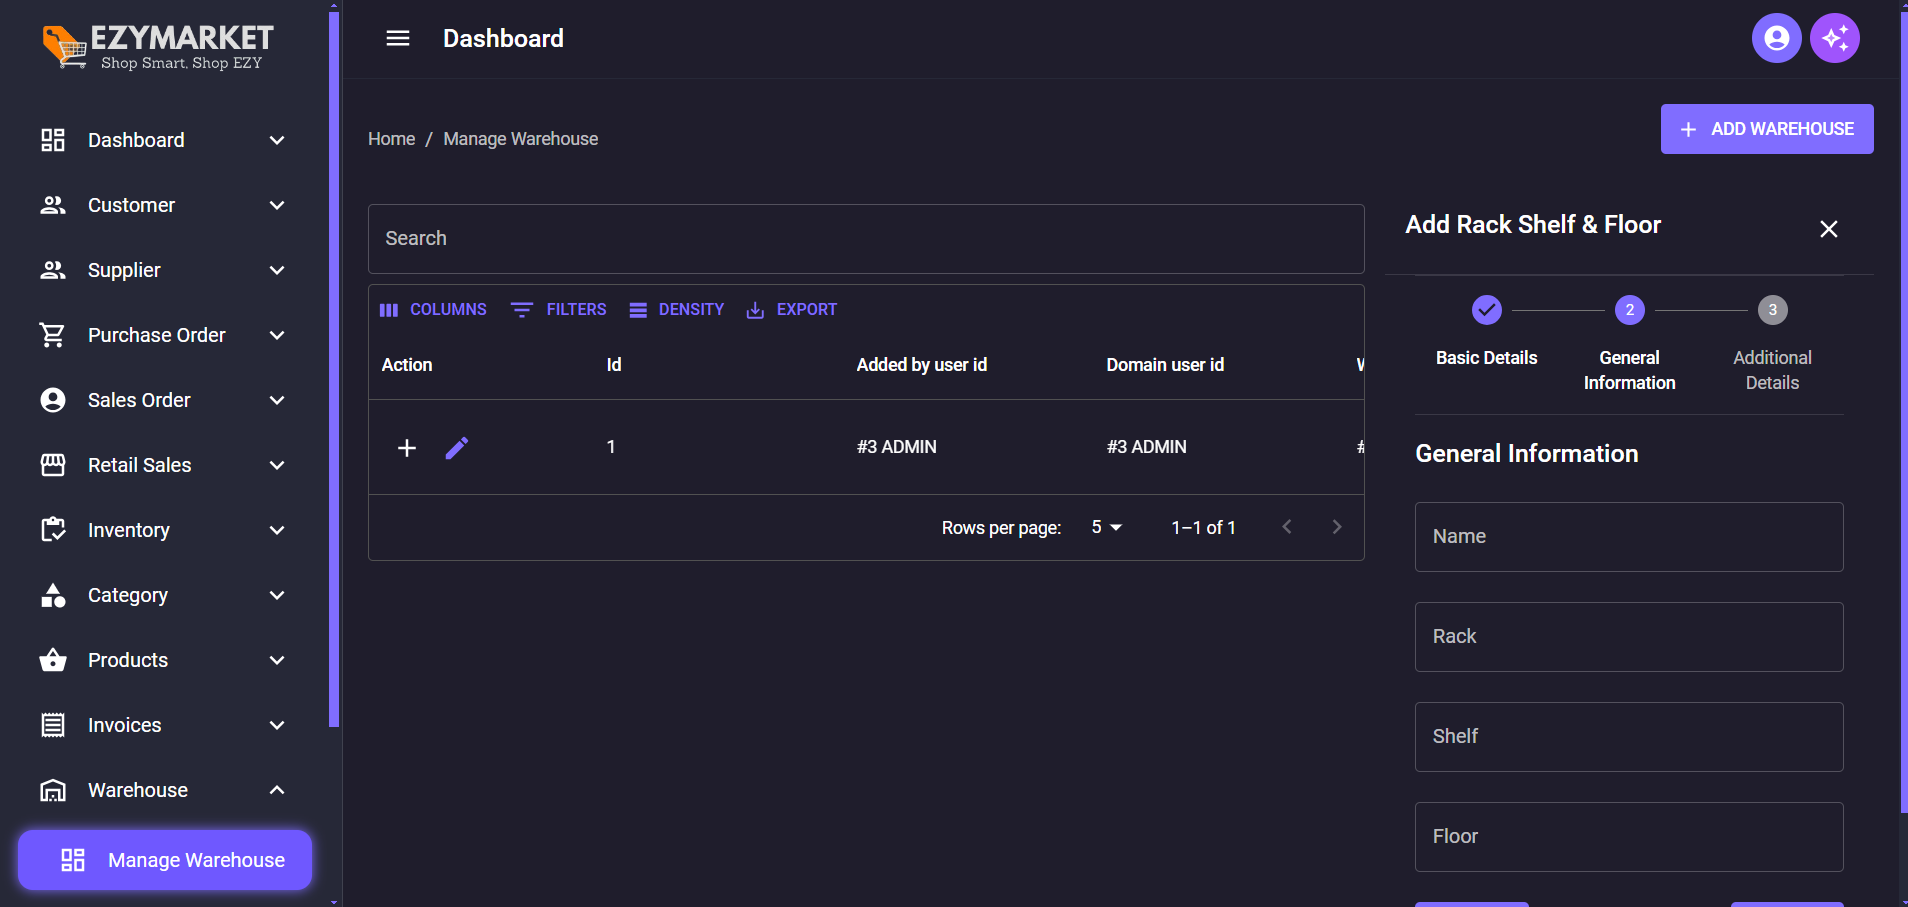 EZYMARKET
Shop Smart, Shop EZY
Dashboard
Customer
Supplier
Purchase Order
Sales Order
Retail Sales
Inventory
Category
Products
Invoices
Warehouse
Manage Warehouse
Dashboard
Home / Manage Warehouse
ADD WAREHOUSE
Search
COLUMNS FILTERS DENSITY EXPORT
Action Id Added by user id Domain user id
1 #3 ADMIN #3 ADMIN #
Rows per page: 5 1–1 of 1
Add Rack Shelf & Floor
2 3
Basic Details
General Information
Additional Details
General Information
Name
Rack
Shelf
Floor